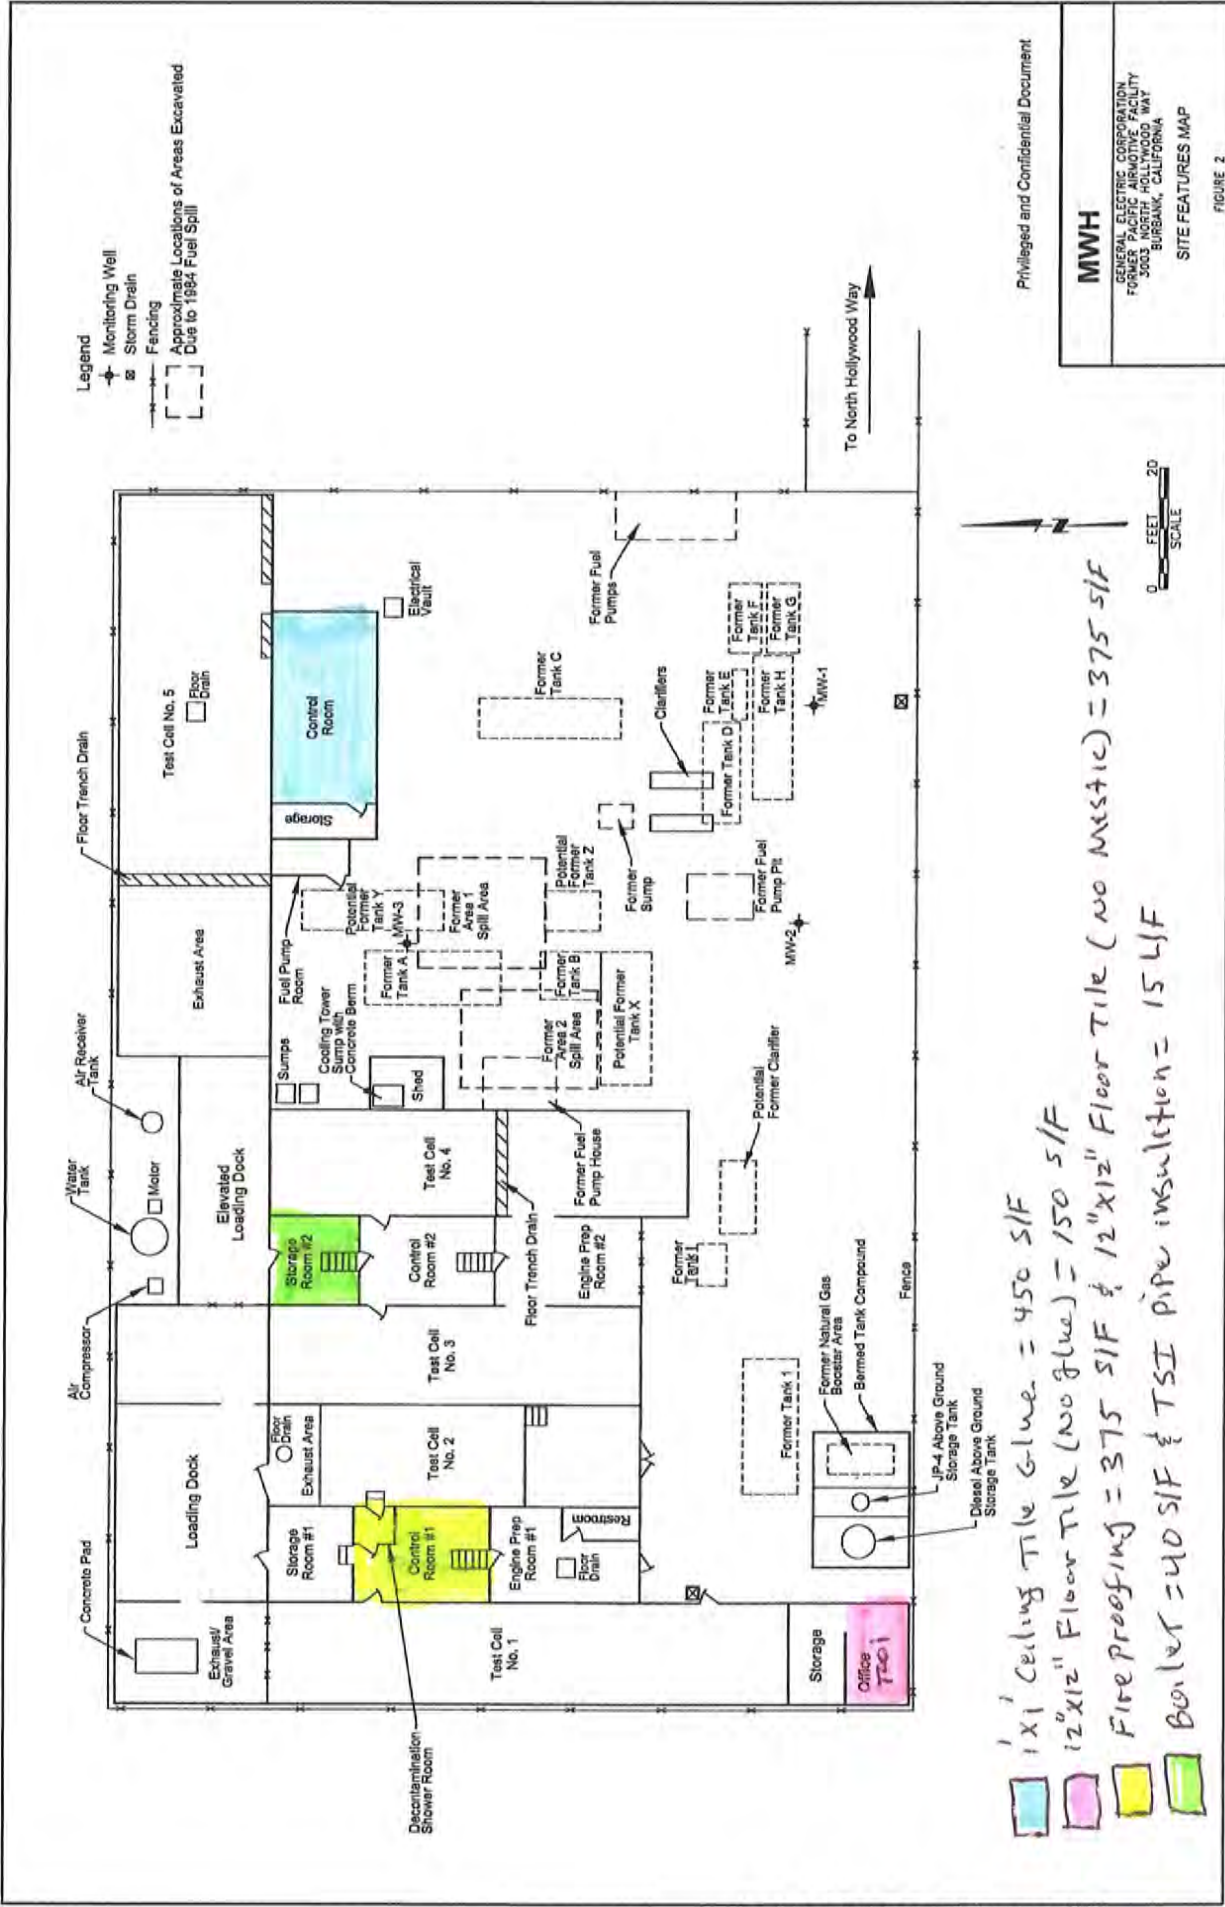 Legend
Monitoring Well
Storm Drain
Fencing
Approximate Locations of Areas Excavated
Due to 1984 Fuel Spill
Concrete Pad
Air
Compressor
Water
Tank
Air Receiver
Tank
Floor Trench Drain
Motor
Exhaust/
Gravel Area
Loading Dock
Elevated
Loading Dock
Exhaust Area
Test Cell No. 5
Floor
Drain
Decontamination
Shower Room
Storage
Room #1
Floor
Drain
Exhaust Area
Storage
Room #2
Sumps
Cooling Tower
Sump with
Concrete Berm
Shed
Fuel Pump
Room
Storage
Control
Room
Electrical
Vault
Test Cell
No. 1
Control
Room #1
Test Cell
No. 2
Test Cell
No. 3
Control
Room #2
Test Cell
No. 4
Potential
Former
Tank Y
MW-3
Former
Tank A
Former
Area 1
Spill Area
Engine Prep
Room #1
Floor
Drain
Restroom
Floor Trench Drain
Engine Prep
Room #2
Former Fuel
Pump House
Former
Area 2
Spill Area
Former
Tank B
Potential
Former
Tank Z
Former
Tank C
Former Fuel
Pumps
Potential Former
Tank X
Former
Sump
Clarifiers
Former
Tank E
Former
Tank F
Former
Tank G
Former Tank D
Former
Tank H
Former Fuel
Pump Pit
MW-1
MW-2
Former
Tank I
Potential
Former Clarifier
Former Tank 1
Former Natural Gas
Booster Area
Bermed Tank Compound
Fence
JP-4 Above Ground
Storage Tank
Diesel Above Ground
Storage Tank
Storage
Office
To North Hollywood Way
1'x1' Ceiling Tile Glue = 450 S/F
12"x12" Floor Tile (No glue) = 150 S/F
Fireproofing = 375 S/F & 12"x12" Floor Tile (No Mastic) = 375 S/F
Boiler = 40 S/F & TSI Pipe insulation = 15 L/F
N
0 FEET 20
SCALE
Privileged and Confidential Document
MWH
GENERAL ELECTRIC CORPORATION
FORMER PACIFIC AIRMOTIVE FACILITY
3003 NORTH HOLLYWOOD WAY
BURBANK, CALIFORNIA
SITE FEATURES MAP
FIGURE 2